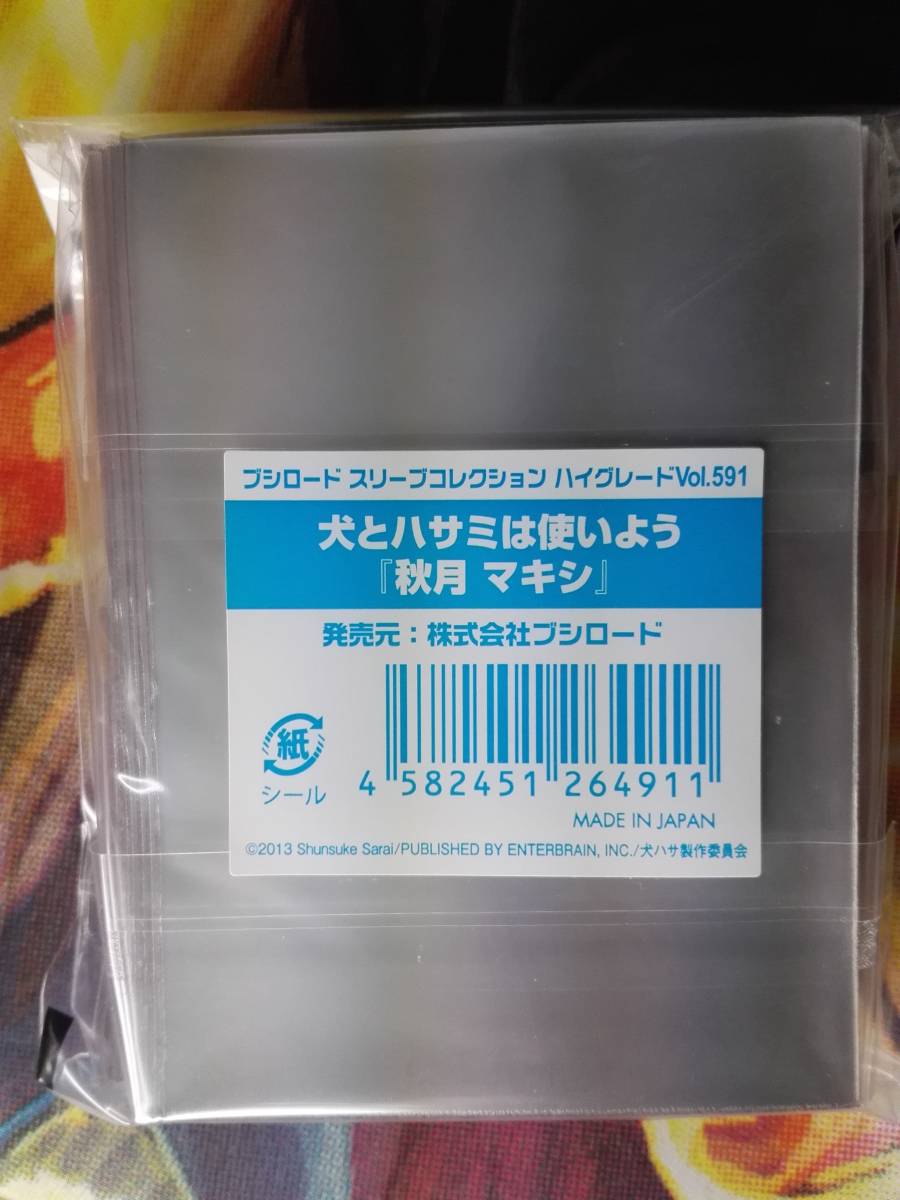 ブシロード スリーブコレクション ハイグレードVol.591
犬とハサミは使いよう
『秋月 マキシ』
発売元：株式会社ブシロード
紙
シール
4 582451 264911
MADE IN JAPAN
©2013 Shunsuke Sarai/PUBLISHED BY ENTERBRAIN, INC./犬ハサ製作委員会